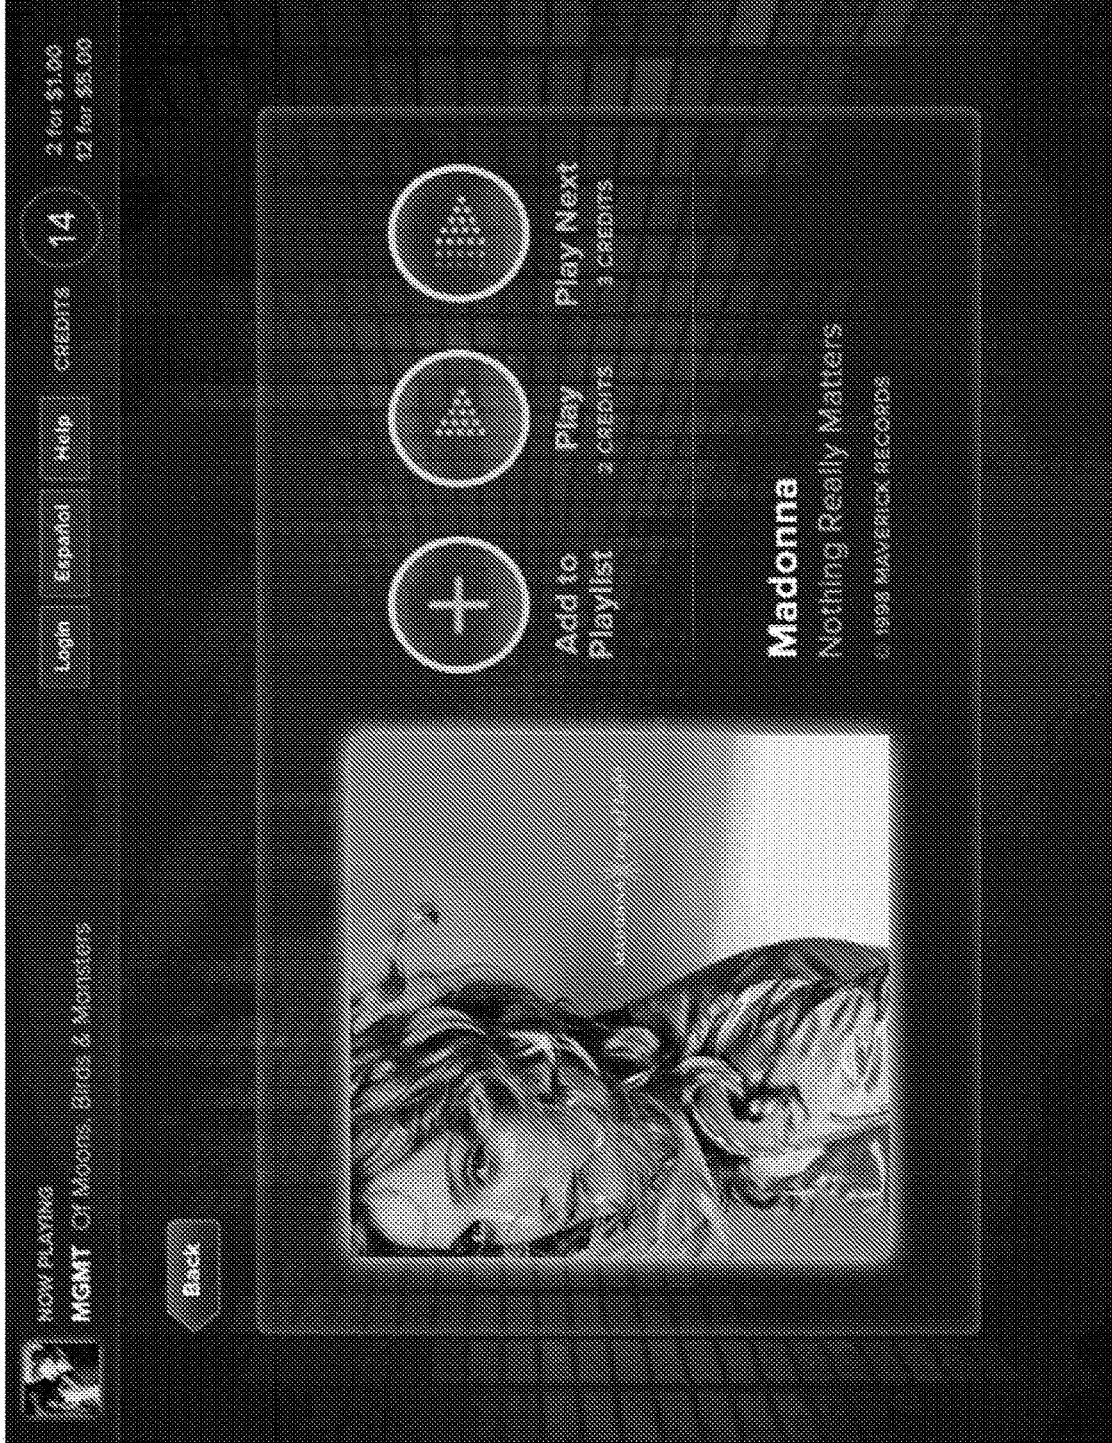 NOW PLAYING
MGMT Of Moons, Birds & Monsters
Login
Español
Help
CREDITS
14
2 for $1.00
12 for $5.00
Back
Add to
Playlist
Play
2 CREDITS
Play Next
3 CREDITS
Madonna
Nothing Really Matters
1998 MAVERICK RECORDS